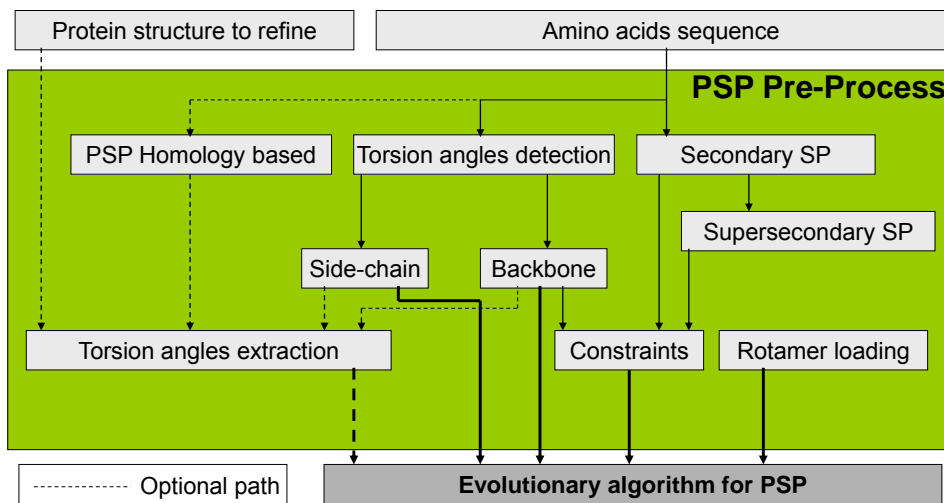 Protein structure to refine
Amino acids sequence
PSP Pre-Process
PSP Homology based
Torsion angles detection
Secondary SP
Supersecondary SP
Side-chain
Backbone
Torsion angles extraction
Constraints
Rotamer loading
Optional path
Evolutionary algorithm for PSP